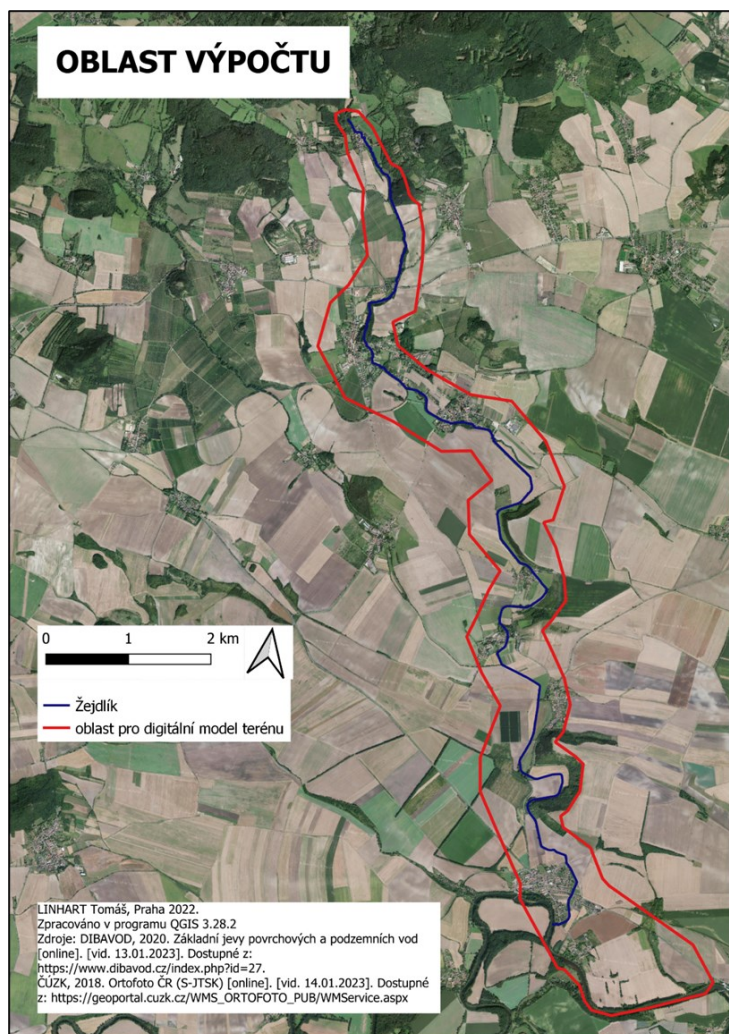 OBLAST VÝPOČTU
0 1 2 km
Žejdlík
oblast pro digitální model terénu
LINHART Tomáš, Praha 2022.
Zpracováno v programu QGIS 3.28.2
Zdroje: DIBAVOD, 2020. Základní jevy povrchových a podzemních vod
[online]. [vid. 13.01.2023]. Dostupné z:
https://www.dibavod.cz/index.php?id=27.
ČÚZK, 2018. Ortofoto ČR (S-JTSK) [online]. [vid. 14.01.2023]. Dostupné
z: https://geoportal.cuzk.cz/WMS_ORTOFOTO_PUB/WMService.aspx